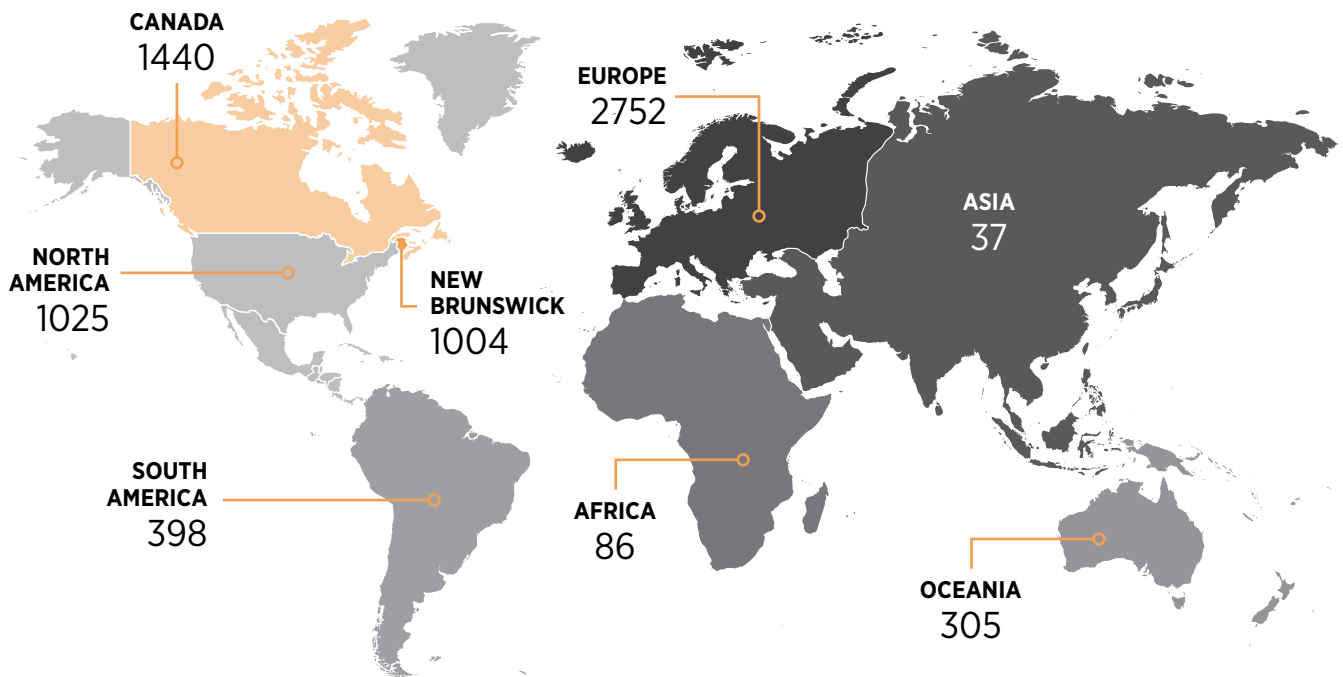 CANADA
1440
EUROPE
2752
ASIA
37
NORTH
AMERICA
1025
NEW
BRUNSWICK
1004
SOUTH
AMERICA
398
AFRICA
86
OCEANIA
305